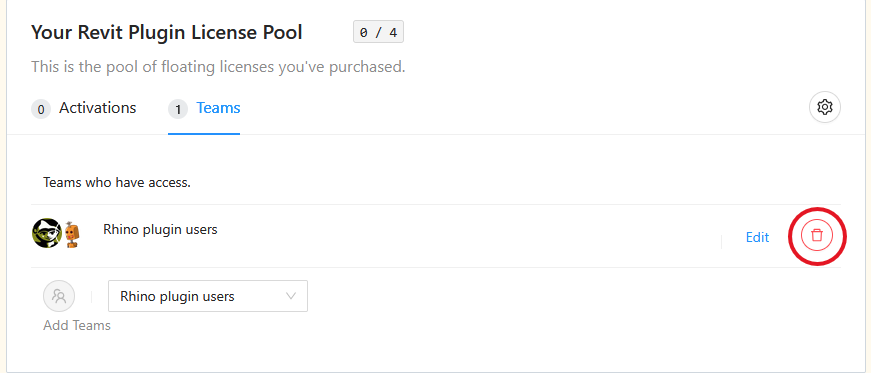 Your Revit Plugin License Pool 0 / 4
This is the pool of floating licenses you've purchased.
0 Activations 1 Teams
Teams who have access.
Rhino plugin users Edit
Rhino plugin users
Add Teams